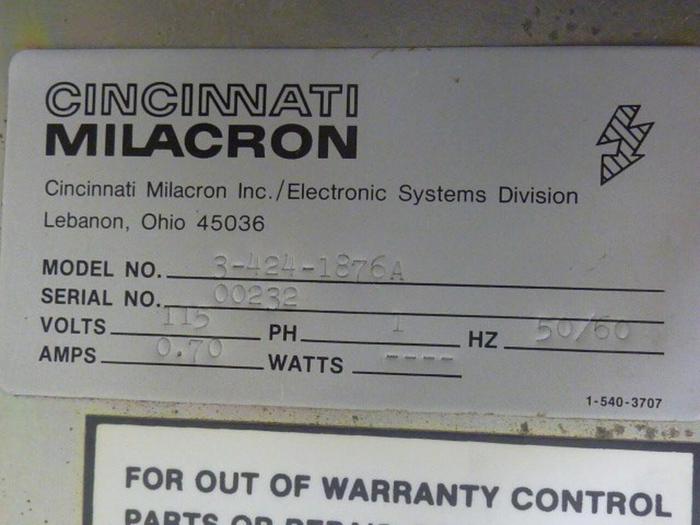 CINCINNATI
MILACRON
Cincinnati Milacron Inc./Electronic Systems Division
Lebanon, Ohio 45036
MODEL NO. 3-424-1876A
SERIAL NO. 00232
VOLTS 115 PH 1 HZ 50/60
AMPS 0.70 WATTS ----
1-540-3707
FOR OUT OF WARRANTY CONTROL
PARTS OR